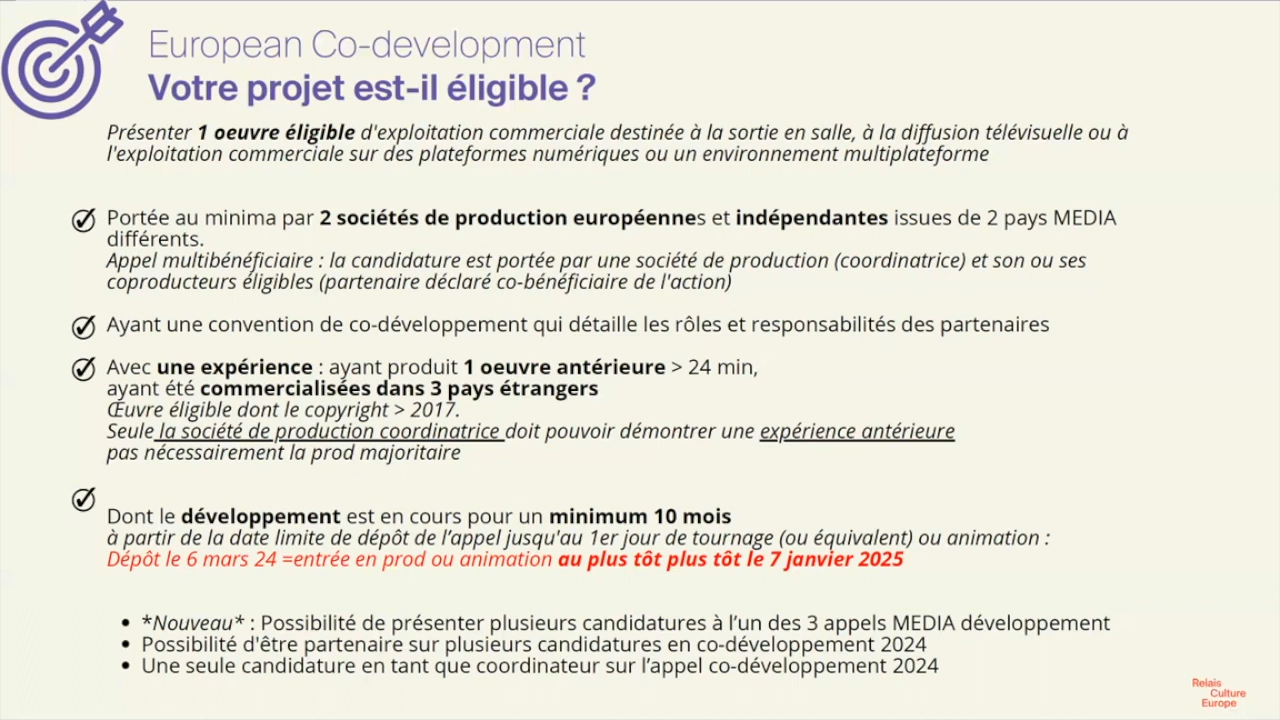 European Co-development
Votre projet est-il éligible ?
Présenter 1 oeuvre éligible d'exploitation commerciale destinée à la sortie en salle, à la diffusion télévisuelle ou à
l'exploitation commerciale sur des plateformes numériques ou un environnement multiplateforme
Portée au minima par 2 sociétés de production européennes et indépendantes issues de 2 pays MEDIA
différents.
Appel multibénéficiaire : la candidature est portée par une société de production (coordinatrice) et son ou ses
coproducteurs éligibles (partenaire déclaré co-bénéficiaire de l'action)
Ayant une convention de co-développement qui détaille les rôles et responsabilités des partenaires
Avec une expérience : ayant produit 1 oeuvre antérieure > 24 min,
ayant été commercialisées dans 3 pays étrangers
Œuvre éligible dont le copyright > 2017.
Seule la société de production coordinatrice doit pouvoir démontrer une expérience antérieure
pas nécessairement la prod majoritaire
Dont le développement est en cours pour un minimum 10 mois
à partir de la date limite de dépôt de l’appel jusqu'au 1er jour de tournage (ou équivalent) ou animation :
Dépôt le 6 mars 24 =entrée en prod ou animation au plus tôt plus tôt le 7 janvier 2025
• *Nouveau* : Possibilité de présenter plusieurs candidatures à l’un des 3 appels MEDIA développement
• Possibilité d'être partenaire sur plusieurs candidatures en co-développement 2024
• Une seule candidature en tant que coordinateur sur l’appel co-développement 2024
Relais
Culture
Europe